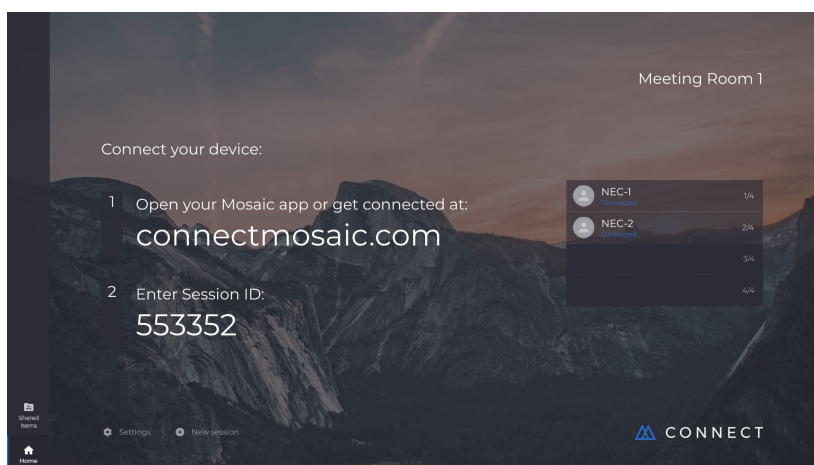 Meeting Room 1
Connect your device:
1 Open your Mosaic app or get connected at:
connectmosaic.com
2 Enter Session ID:
553352
NEC-1
Connected
1/4
NEC-2
Connected
2/4
3/4
4/4
Shared
items
Home
Settings
New session
CONNECT